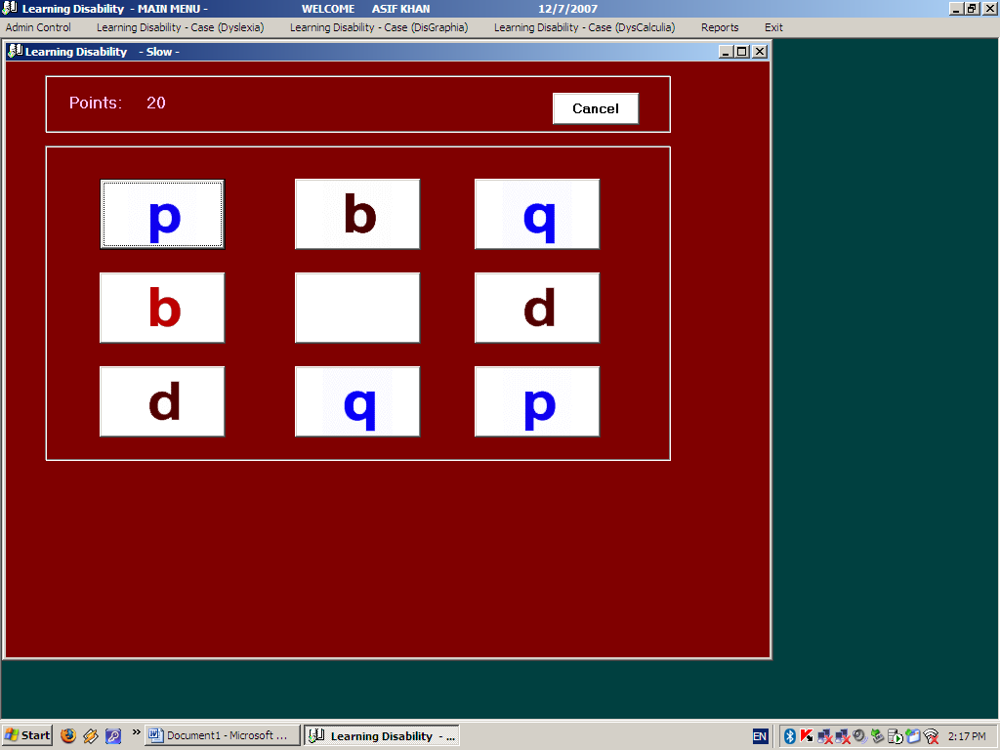 Learning Disability - MAIN MENU - WELCOME ASIF KHAN 12/7/2007
Admin Control Learning Disability - Case (Dyslexia) Learning Disability - Case (DisGraphia) Learning Disability - Case (DysCalculia) Reports Exit
Learning Disability - Slow -
Points: 20 Cancel
p b q
b d
d q p
Start » Document1 - Microsoft ... Learning Disability - ... EN 2:17 PM